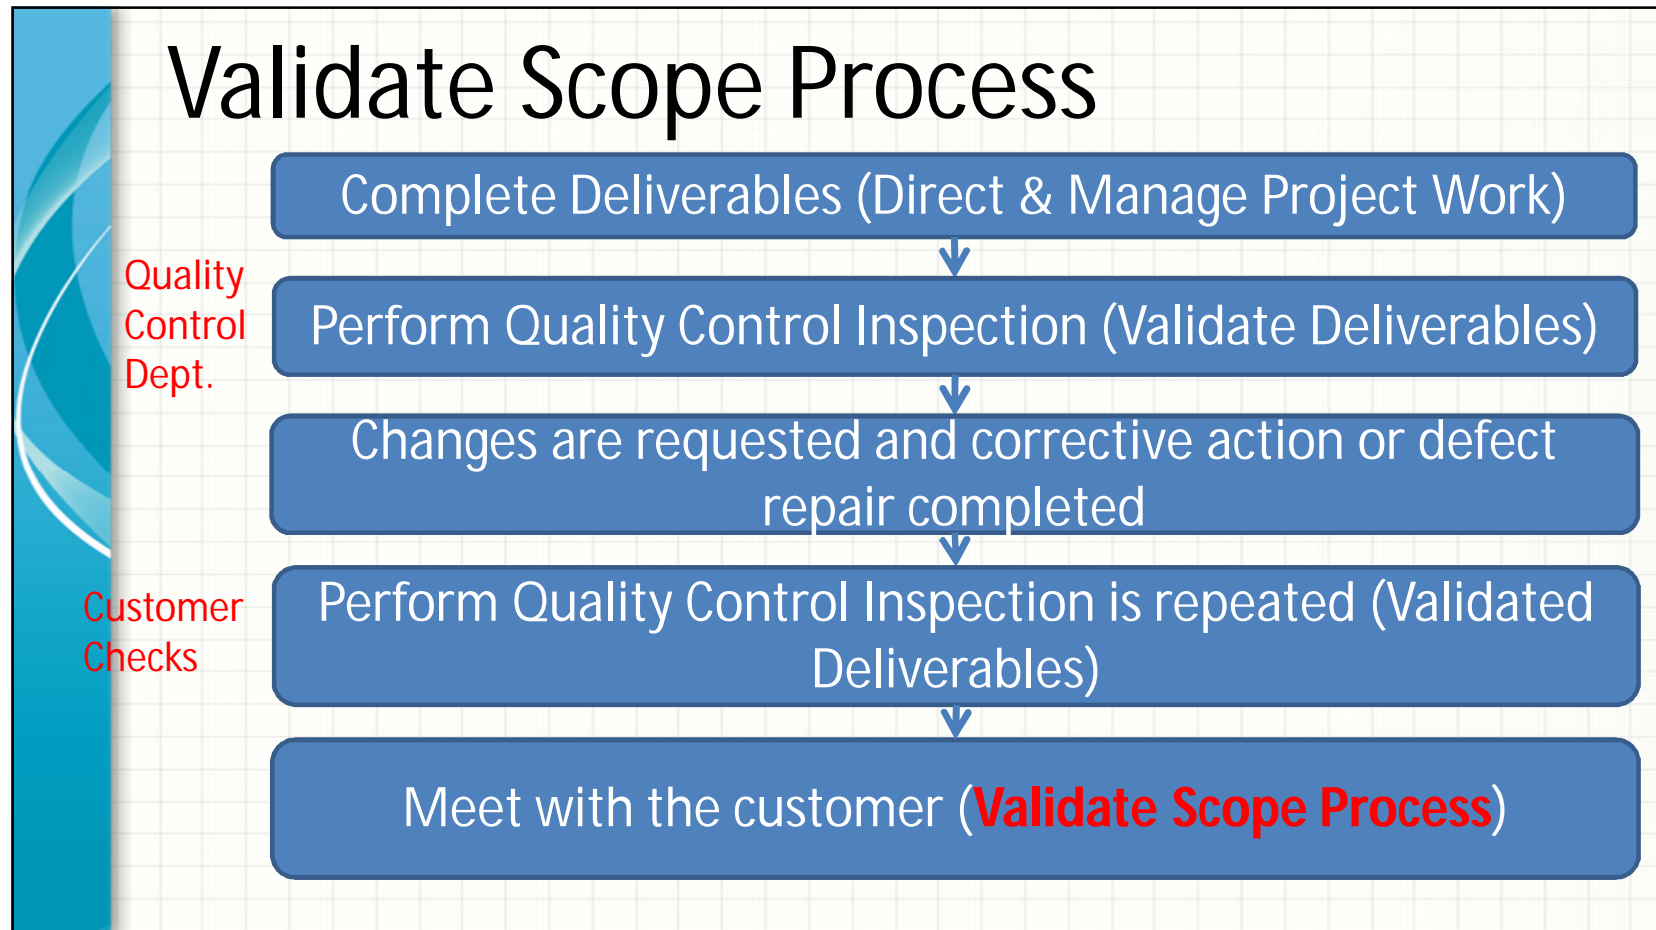 Validate Scope Process
Complete Deliverables (Direct & Manage Project Work)
Quality
Control
Dept.
Perform Quality Control Inspection (Validate Deliverables)
Changes are requested and corrective action or defect
repair completed
Customer
Checks
Perform Quality Control Inspection is repeated (Validated
Deliverables)
Meet with the customer (Validate Scope Process)